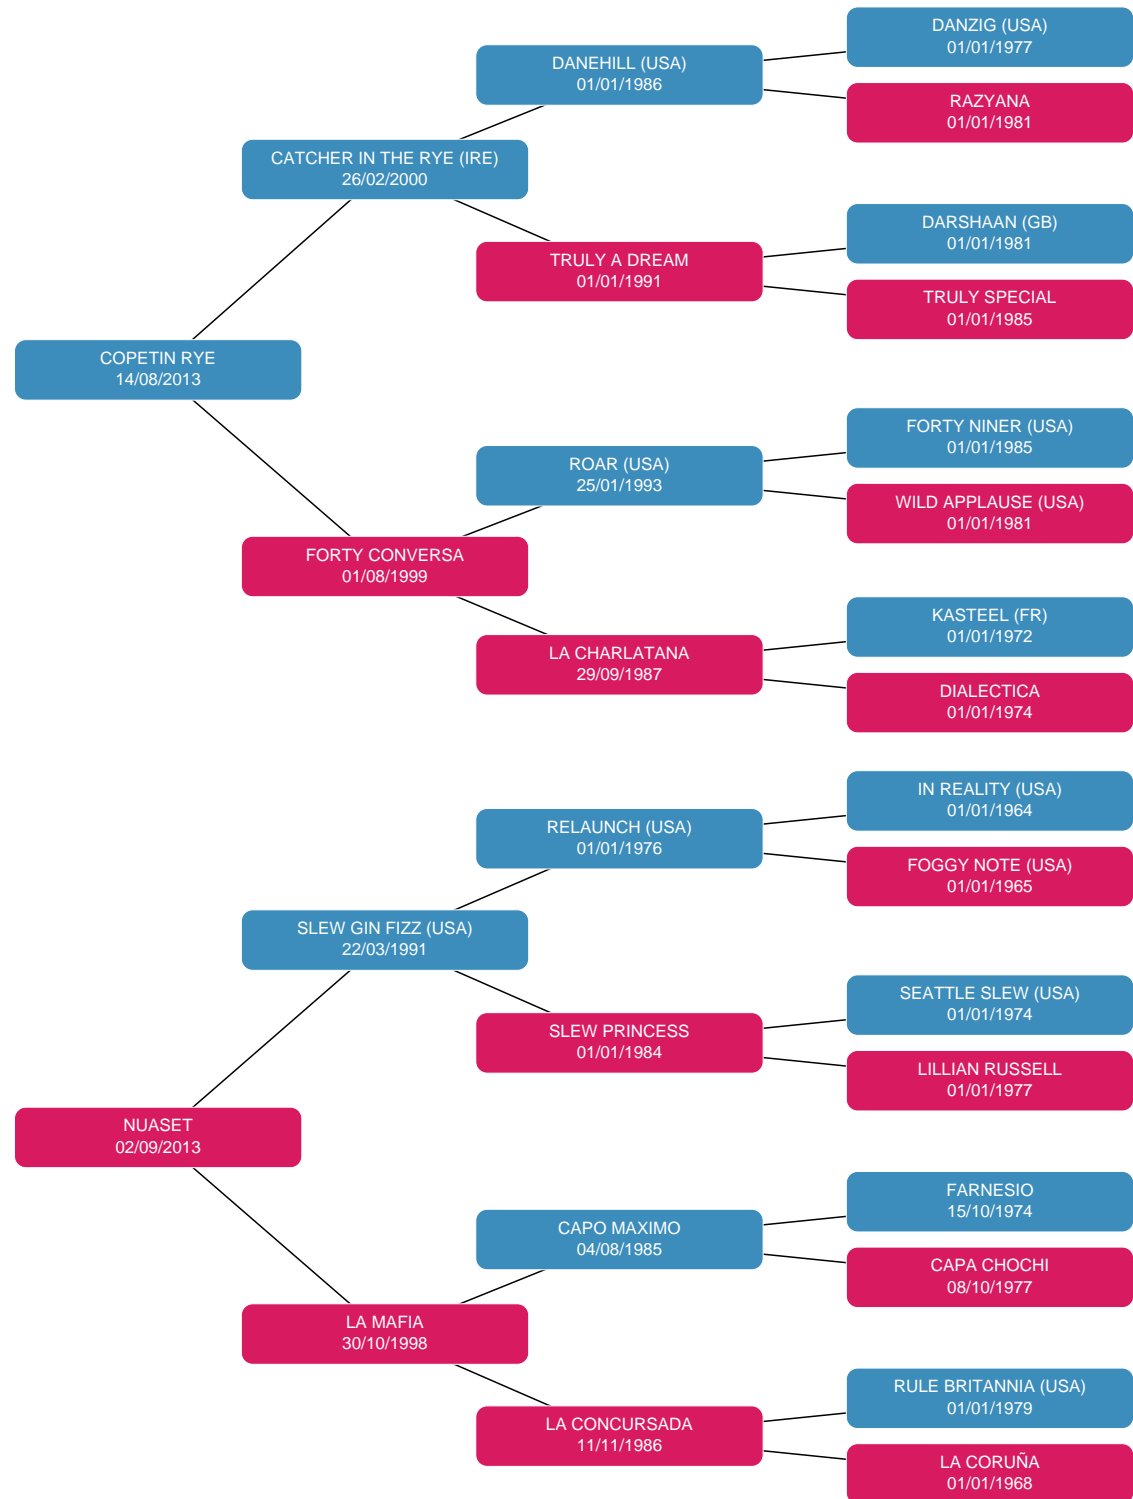 DANZIG (USA)
01/01/1977
DANEHILL (USA)
01/01/1986
RAZYANA
01/01/1981
CATCHER IN THE RYE (IRE)
26/02/2000
DARSHAAN (GB)
01/01/1981
TRULY A DREAM
01/01/1991
TRULY SPECIAL
01/01/1985
COPETIN RYE
14/08/2013
FORTY NINER (USA)
01/01/1985
ROAR (USA)
25/01/1993
WILD APPLAUSE (USA)
01/01/1981
FORTY CONVERSA
01/08/1999
KASTEEL (FR)
01/01/1972
LA CHARLATANA
29/09/1987
DIALECTICA
01/01/1974
IN REALITY (USA)
01/01/1964
RELAUNCH (USA)
01/01/1976
FOGGY NOTE (USA)
01/01/1965
SLEW GIN FIZZ (USA)
22/03/1991
SEATTLE SLEW (USA)
01/01/1974
SLEW PRINCESS
01/01/1984
LILLIAN RUSSELL
01/01/1977
NUASET
02/09/2013
FARNESIO
15/10/1974
CAPO MAXIMO
04/08/1985
CAPA CHOCHI
08/10/1977
LA MAFIA
30/10/1998
RULE BRITANNIA (USA)
01/01/1979
LA CONCURSADA
11/11/1986
LA CORUÑA
01/01/1968